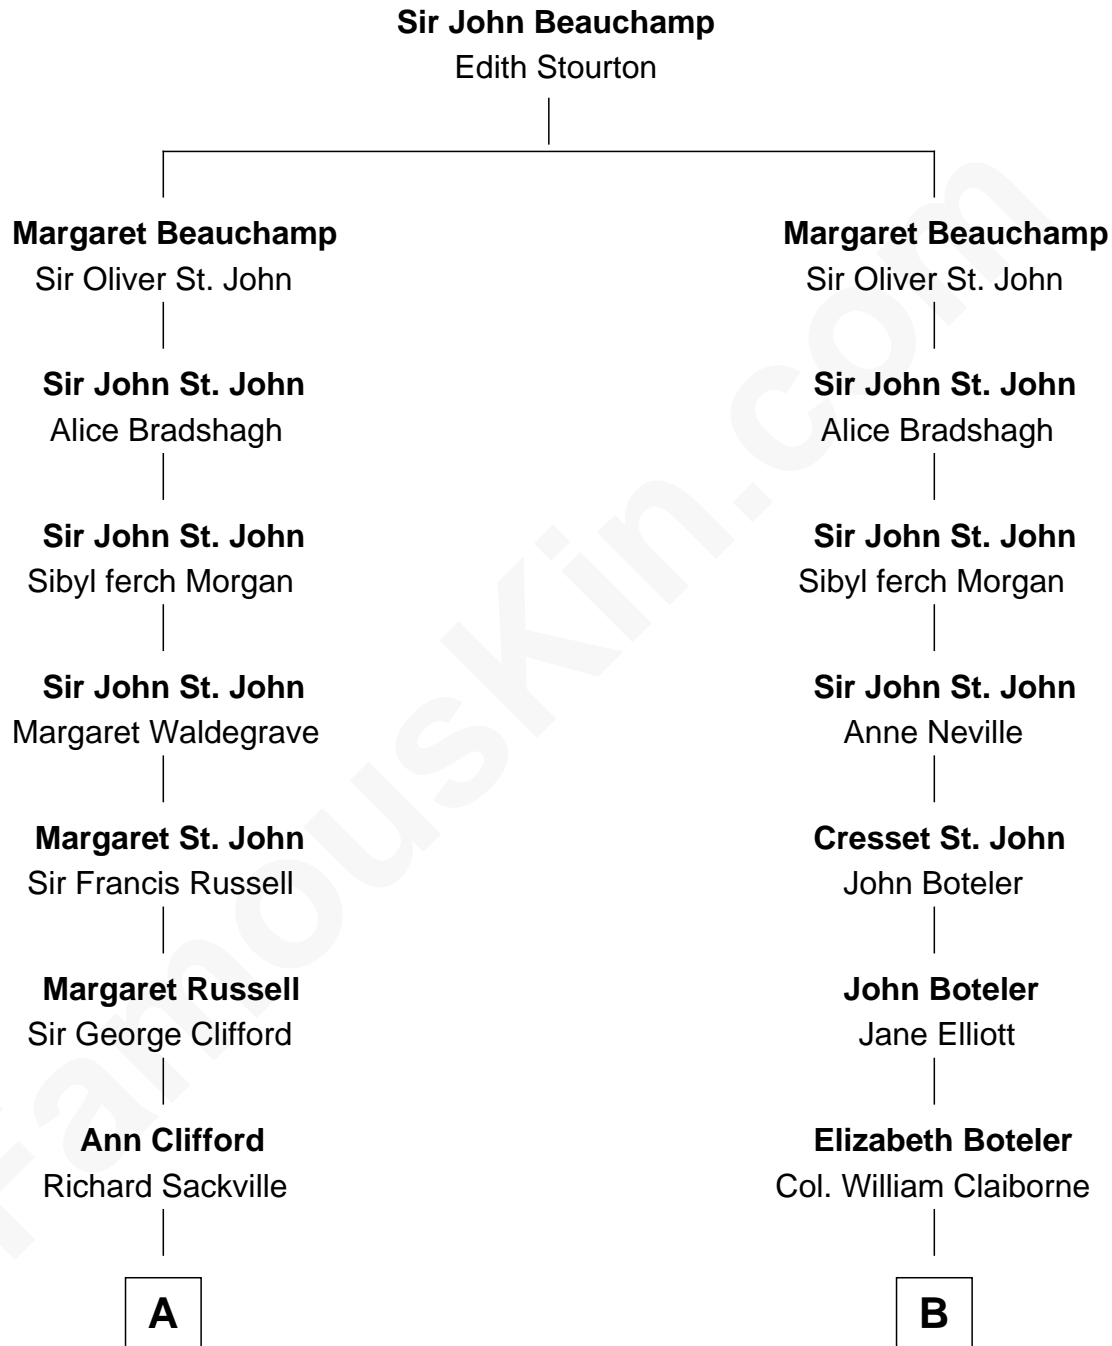 Sir John Beauchamp
Edith Stourton
Margaret Beauchamp
Sir Oliver St. John
Margaret Beauchamp
Sir Oliver St. John
Sir John St. John
Alice Bradshagh
Sir John St. John
Alice Bradshagh
Sir John St. John
Sibyl ferch Morgan
Sir John St. John
Sibyl ferch Morgan
Sir John St. John
Margaret Waldegrave
Sir John St. John
Anne Neville
Margaret St. John
Sir Francis Russell
Cresset St. John
John Boteler
Margaret Russell
Sir George Clifford
John Boteler
Jane Elliott
Ann Clifford
Richard Sackville
Elizabeth Boteler
Col. William Claiborne
A
B
FamousKin.com